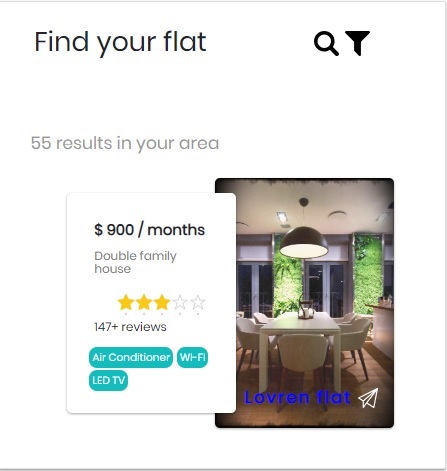 Find your flat
55 results in your area
$ 900 / months
Double family
house
147+ reviews
Air Conditioner Wi-Fi
LED TV
Lovren flat